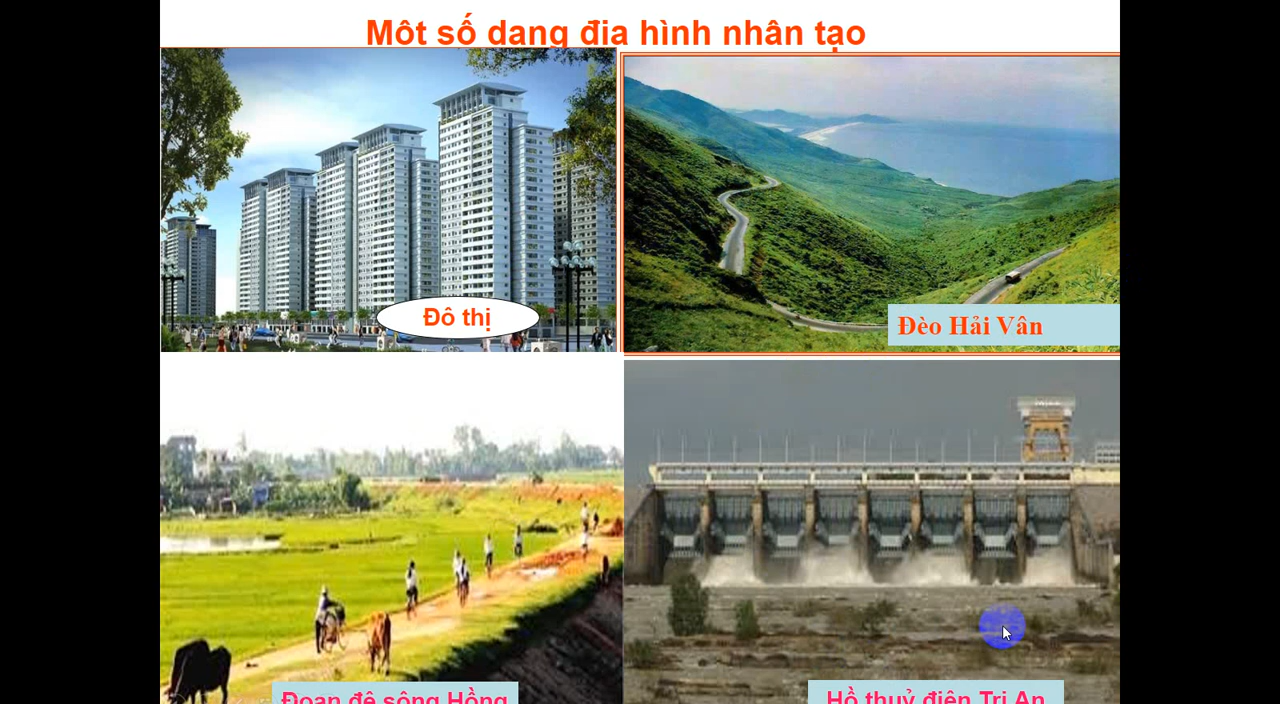 Một số dạng địa hình nhân tạo
Đô thị
Đèo Hải Vân
Đoạn đê sông Hồng
Hồ thuỷ điện Trị An